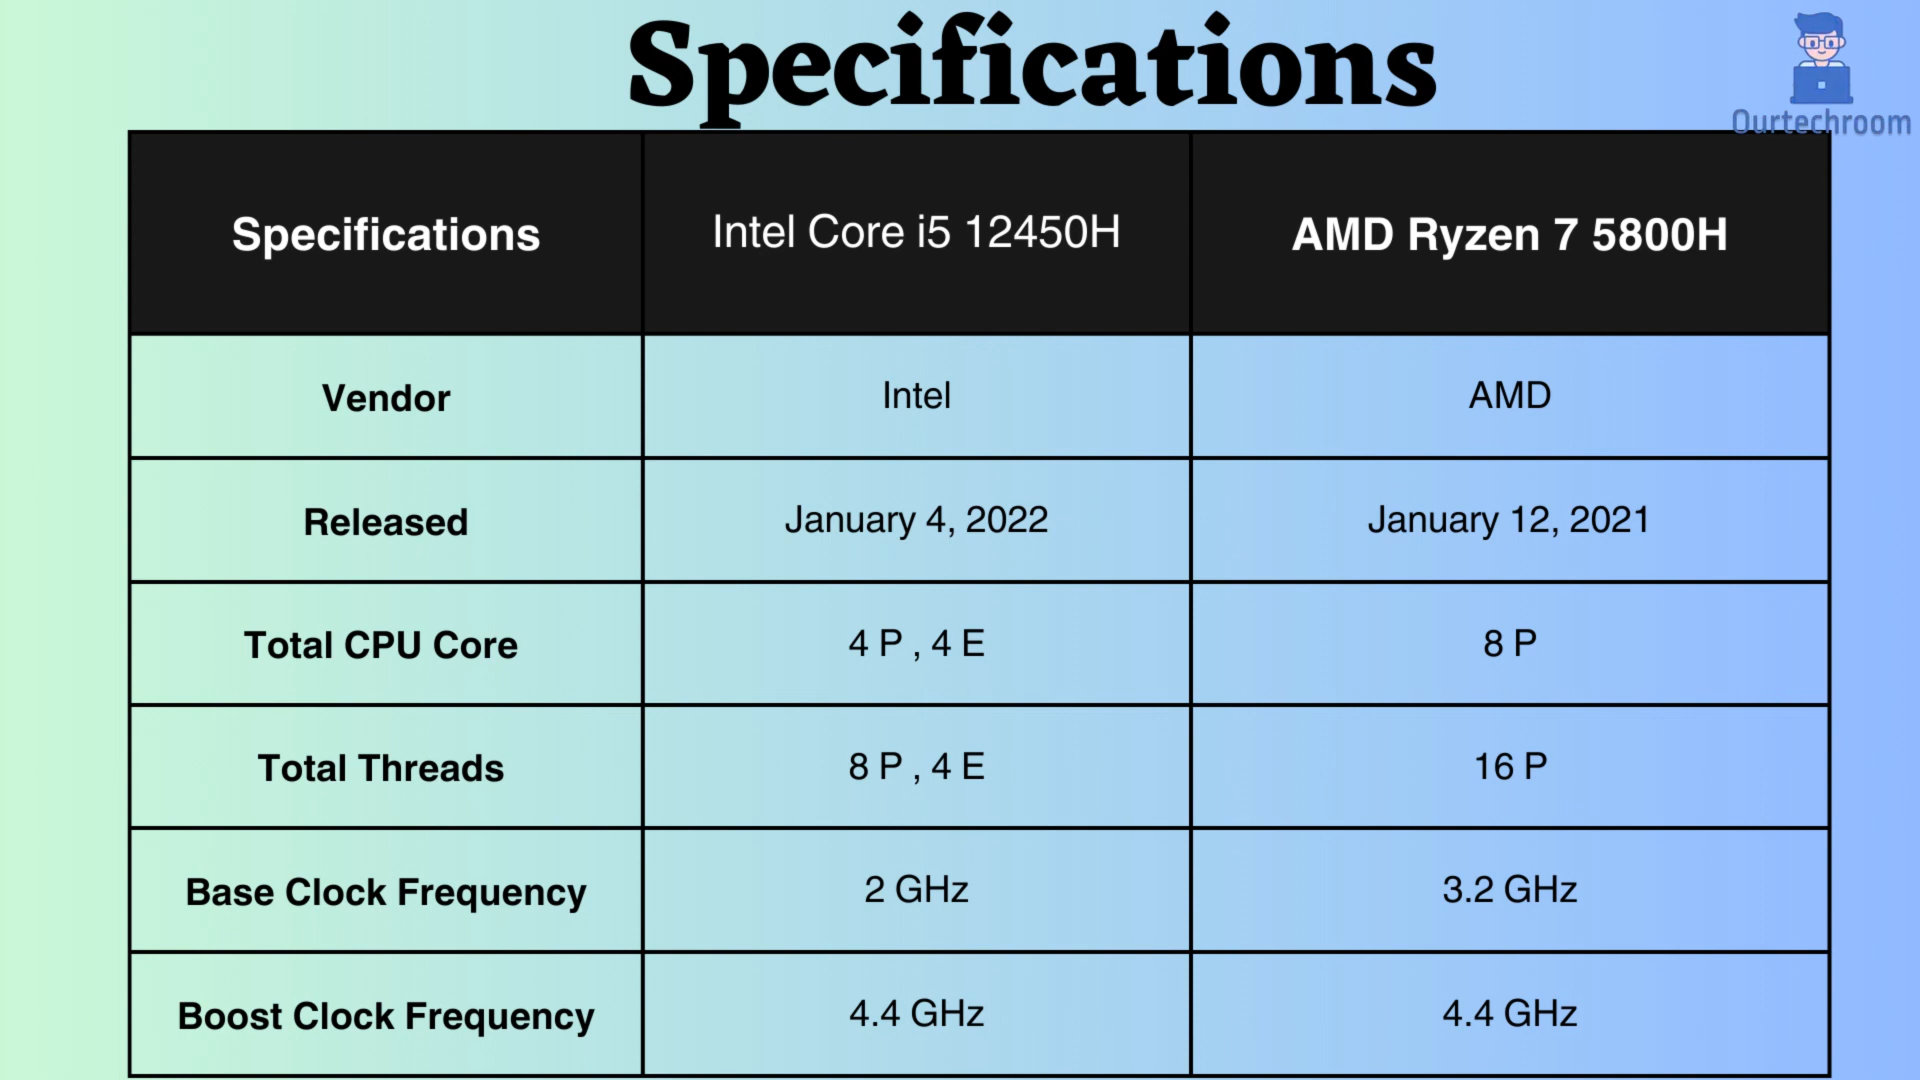 Specifications
Ourtechroom
Specifications Intel Core i5 12450H AMD Ryzen 7 5800H
Vendor Intel AMD
Released January 4, 2022 January 12, 2021
Total CPU Core 4 P , 4 E 8 P
Total Threads 8 P , 4 E 16 P
Base Clock Frequency 2 GHz 3.2 GHz
Boost Clock Frequency 4.4 GHz 4.4 GHz